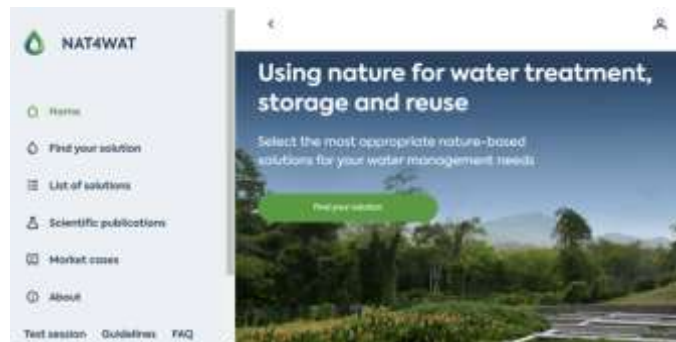 NAT4WAT
Home
Find your solution
List of solutions
Scientific publications
Market cases
About
Test session Guidelines FAQ
Using nature for water treatment,
storage and reuse
Select the most appropriate nature-based
solutions for your water management needs
Find your solution